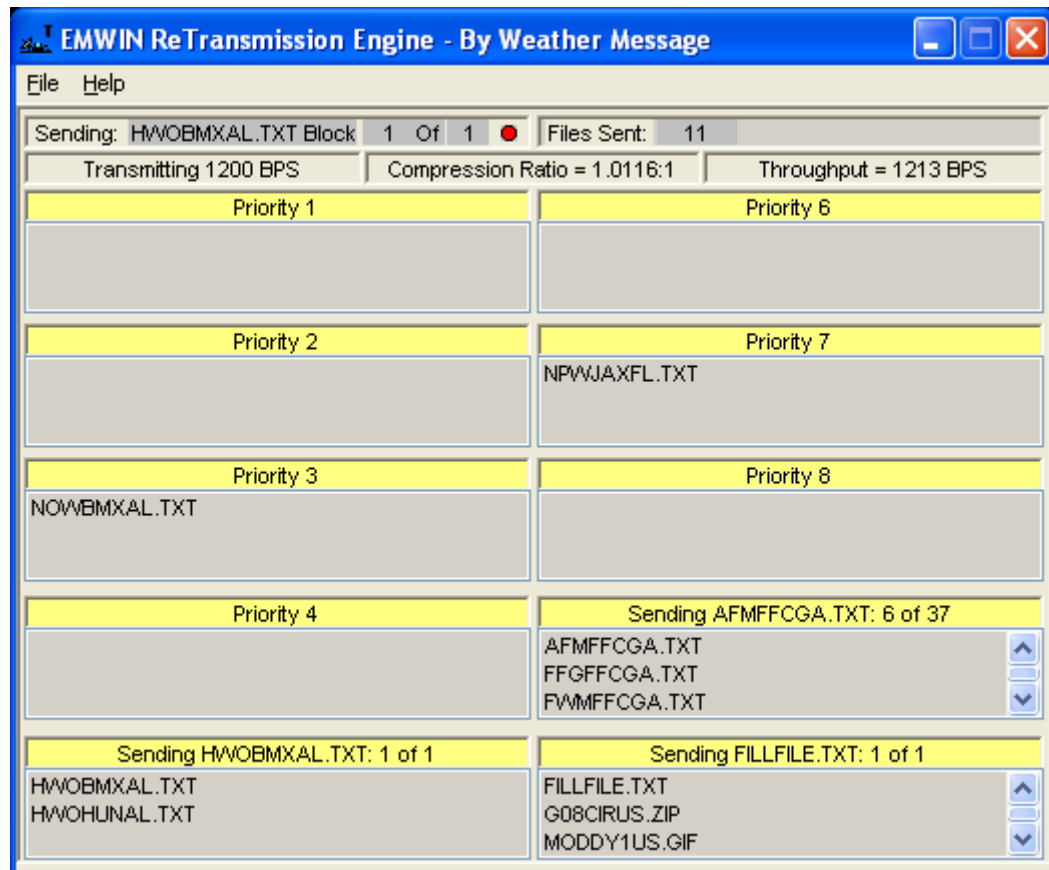 EMWIN ReTransmission Engine - By Weather Message
File Help
Sending: HWOBMXAL.TXT Block 1 Of 1 Files Sent: 11
Transmitting 1200 BPS Compression Ratio = 1.0116:1 Throughput = 1213 BPS
Priority 1 Priority 6
Priority 2 Priority 7
NPWJAXFL.TXT
Priority 3 Priority 8
NOWBMXAL.TXT
Priority 4 Sending AFMFFCGA.TXT: 6 of 37
AFMFFCGA.TXT
FFGFFCGA.TXT
FWMFFCGA.TXT
Sending HWOBMXAL.TXT: 1 of 1 Sending FILLFILE.TXT: 1 of 1
HWOBMXAL.TXT FILLFILE.TXT
HWOHUNAL.TXT G08CIRUS.ZIP
MODDY1US.GIF